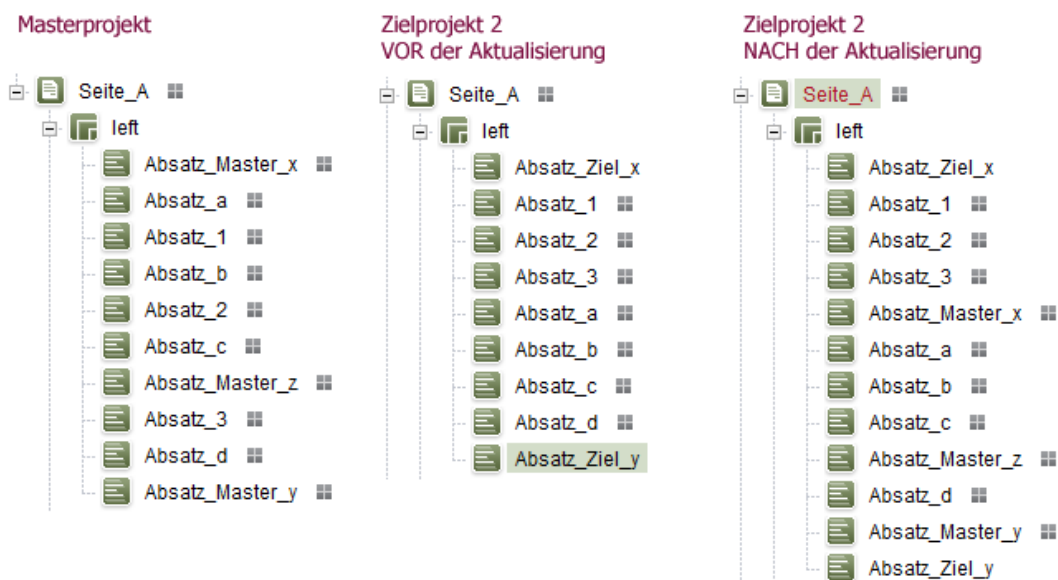 Masterprojekt
Seite_A
left
Absatz_Master_x
Absatz_a
Absatz_1
Absatz_b
Absatz_2
Absatz_c
Absatz_Master_z
Absatz_3
Absatz_d
Absatz_Master_y
Zielprojekt 2
VOR der Aktualisierung
Seite_A
left
Absatz_Ziel_x
Absatz_1
Absatz_2
Absatz_3
Absatz_a
Absatz_b
Absatz_c
Absatz_d
Absatz_Ziel_y
Zielprojekt 2
NACH der Aktualisierung
Seite_A
left
Absatz_Ziel_x
Absatz_1
Absatz_2
Absatz_3
Absatz_Master_x
Absatz_a
Absatz_b
Absatz_c
Absatz_Master_z
Absatz_d
Absatz_Master_y
Absatz_Ziel_y